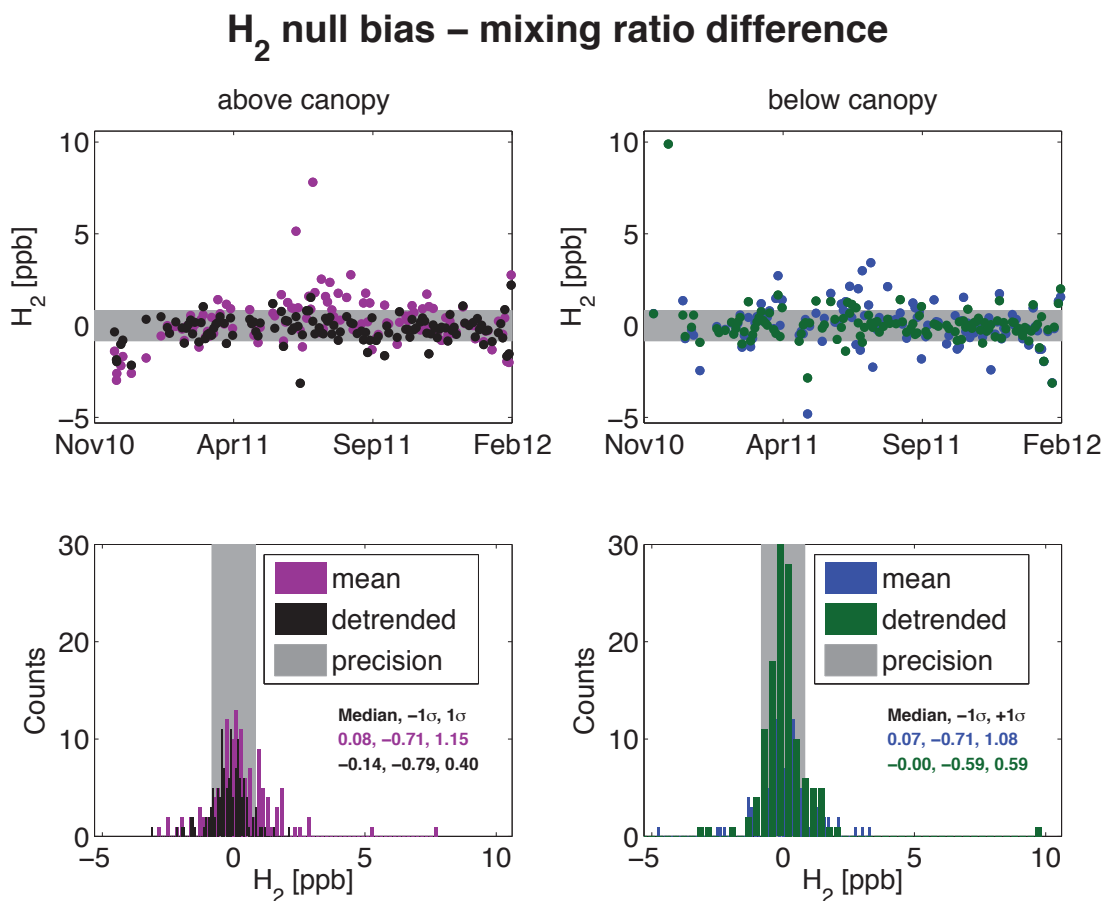 H2 null bias – mixing ratio difference
above canopy
H2 [ppb]
10
5
0
−5
Nov10 Apr11 Sep11 Feb12
below canopy
H2 [ppb]
10
5
0
−5
Nov10 Apr11 Sep11 Feb12
Counts
30
20
10
0
mean
detrended
precision
Median, −1σ, 1σ
0.08, −0.71, 1.15
−0.14, −0.79, 0.40
−5 0 5 10
H2 [ppb]
Counts
30
20
10
0
mean
detrended
precision
Median, −1σ, +1σ
0.07, −0.71, 1.08
−0.00, −0.59, 0.59
−5 0 5 10
H2 [ppb]